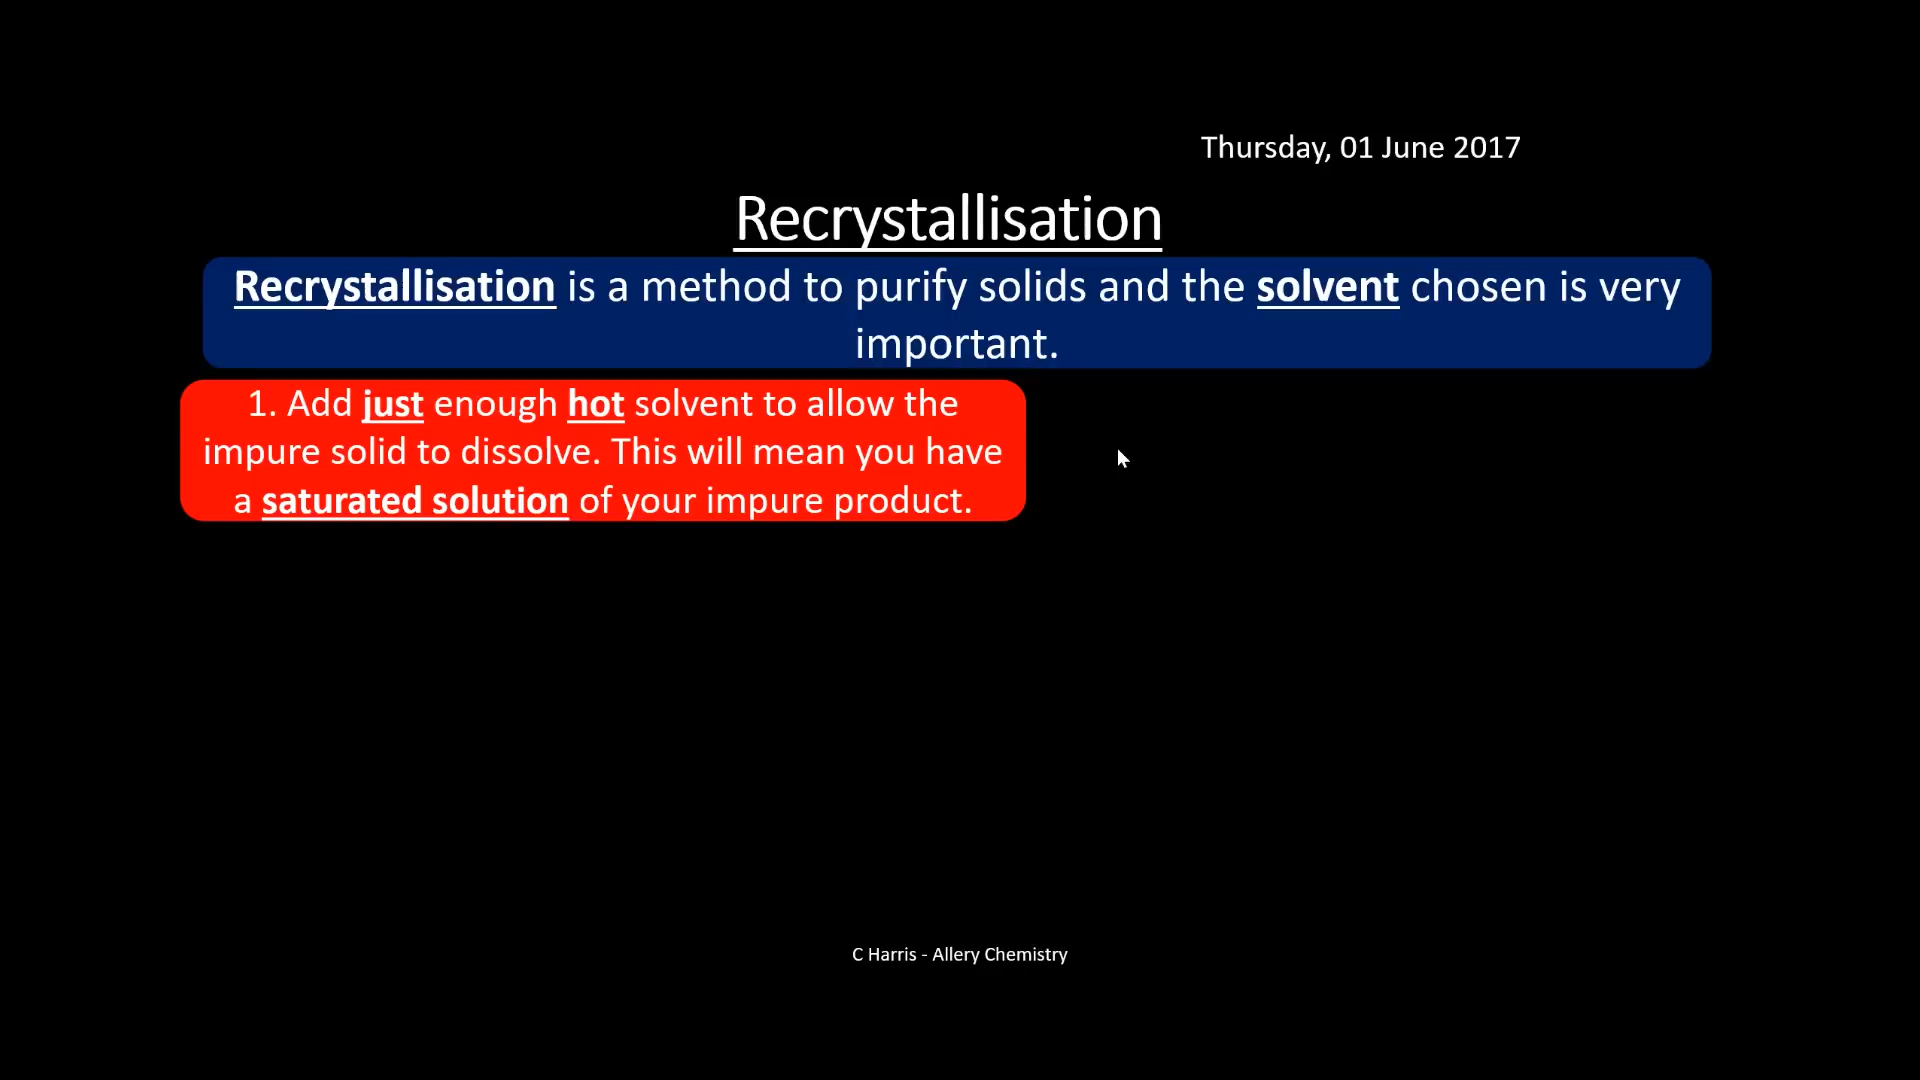 Thursday, 01 June 2017
Recrystallisation
Recrystallisation is a method to purify solids and the solvent chosen is very
important.
1. Add just enough hot solvent to allow the
impure solid to dissolve. This will mean you have
a saturated solution of your impure product.
C Harris - Allery Chemistry